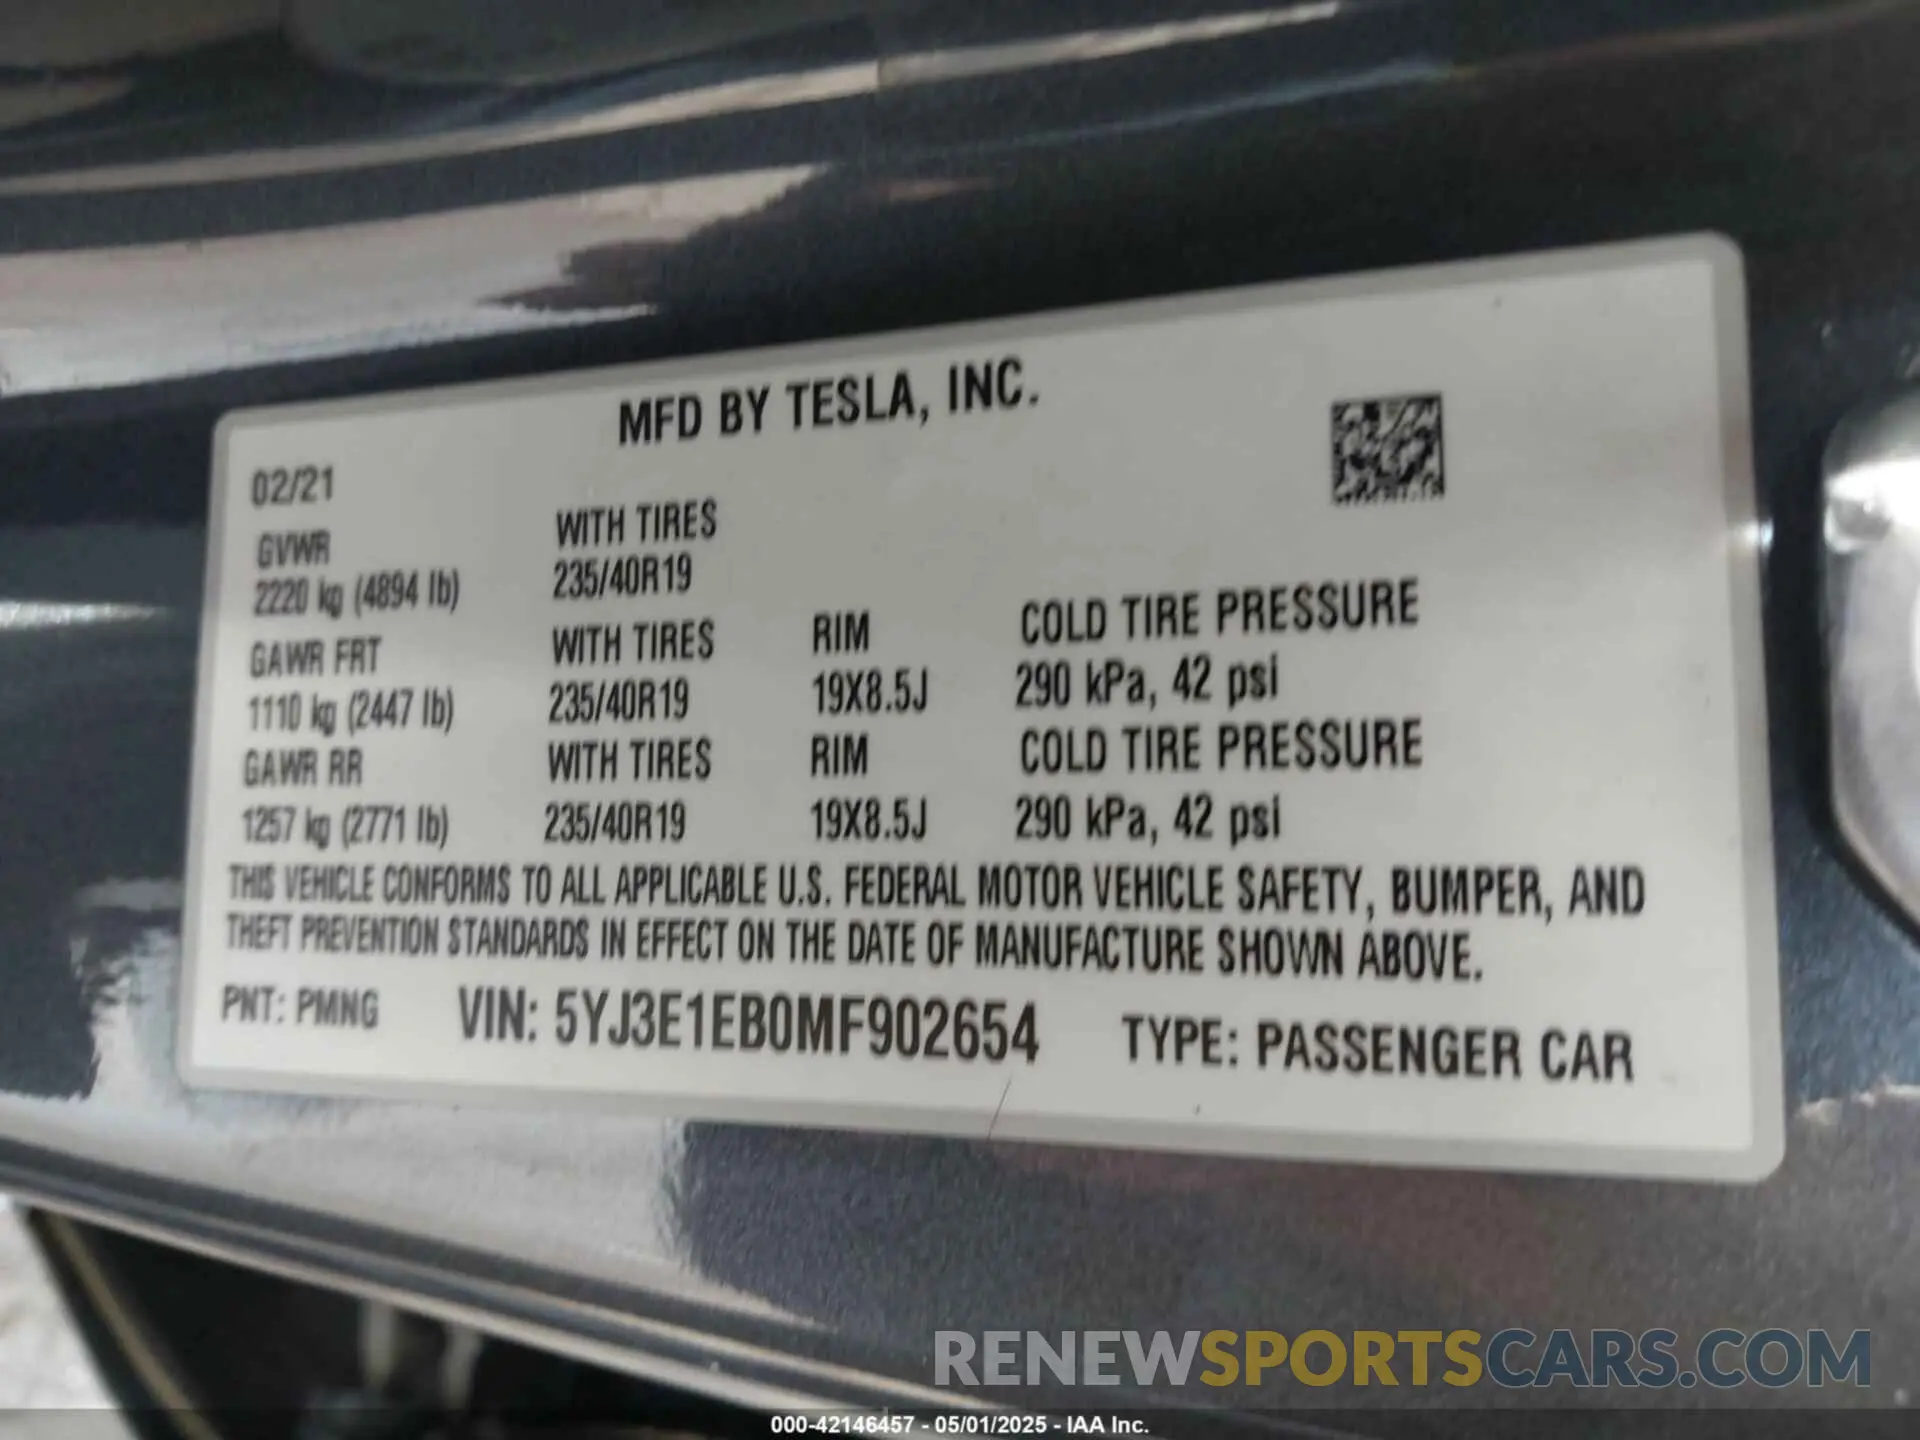 MFD BY TESLA, INC.
02/21
GVWR WITH TIRES
2220 kg (4894 lb) 235/40R19
GAWR FRT WITH TIRES RIM COLD TIRE PRESSURE
1110 kg (2447 lb) 235/40R19 19X8.5J 290 kPa, 42 psi
GAWR RR WITH TIRES RIM COLD TIRE PRESSURE
1257 kg (2771 lb) 235/40R19 19X8.5J 290 kPa, 42 psi
THIS VEHICLE CONFORMS TO ALL APPLICABLE U.S. FEDERAL MOTOR VEHICLE SAFETY, BUMPER, AND
THEFT PREVENTION STANDARDS IN EFFECT ON THE DATE OF MANUFACTURE SHOWN ABOVE.
PNT: PMNG VIN: 5YJ3E1EB0MF902654 TYPE: PASSENGER CAR
RENEWSPORTSCARS.COM
000-42146457 - 05/01/2025 - IAA Inc.